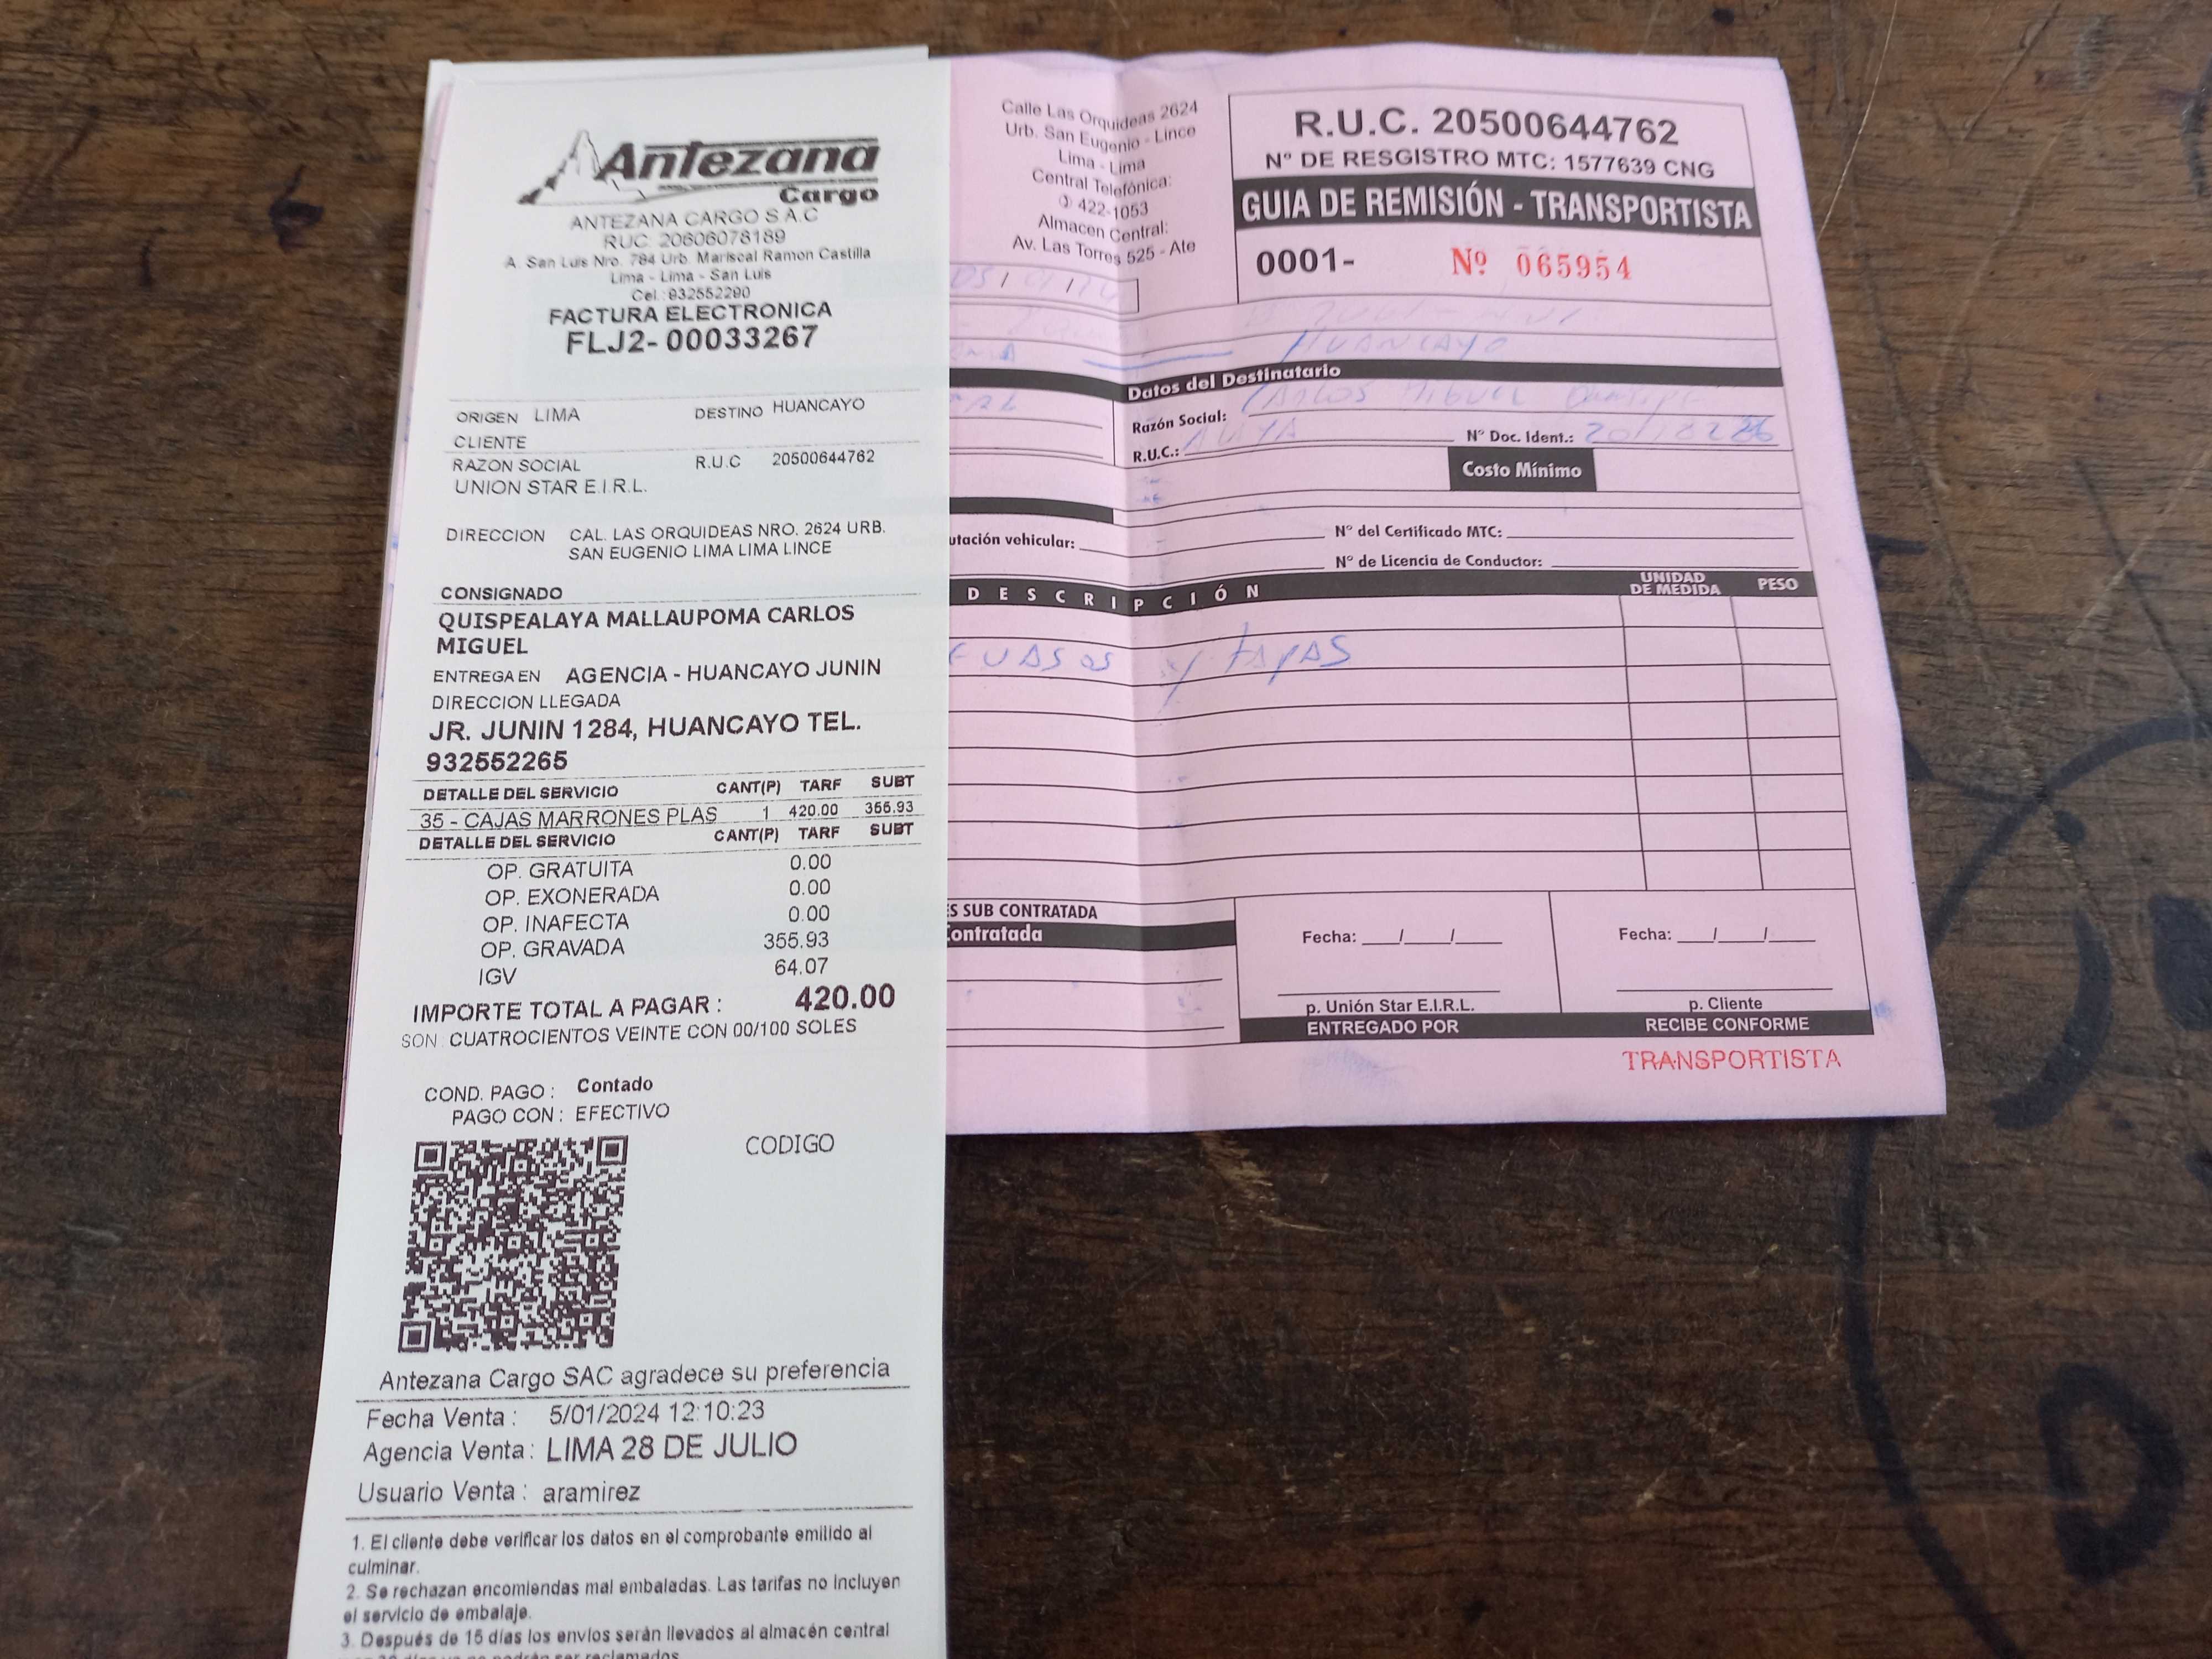 Antezana
Cargo
ANTEZANA CARGO S.A.C
RUC: 20606078189
A. San Luis Nro. 784 Urb. Mariscal Ramon Castilla
Lima - Lima - San Luis
Cel.:932552290
FACTURA ELECTRONICA
FLJ2- 00033267
ORIGEN LIMA DESTINO HUANCAYO
CLIENTE
RAZON SOCIAL R.U.C 20500644762
UNION STAR E.I.R.L.
DIRECCION CAL. LAS ORQUIDEAS NRO. 2624 URB.
SAN EUGENIO LIMA LIMA LINCE
CONSIGNADO
QUISPEALAYA MALLAUPOMA CARLOS
MIGUEL
ENTREGA EN AGENCIA - HUANCAYO JUNIN
DIRECCION LLEGADA
JR. JUNIN 1284, HUANCAYO TEL.
932552265
DETALLE DEL SERVICIO CANT(P) TARF SUBT
35 - CAJAS MARRONES PLAS 1 420.00 355.93
DETALLE DEL SERVICIO CANT(P) TARF SUBT
OP. GRATUITA 0.00
OP. EXONERADA 0.00
OP. INAFECTA 0.00
OP. GRAVADA 355.93
IGV 64.07
IMPORTE TOTAL A PAGAR : 420.00
SON : CUATROCIENTOS VEINTE CON 00/100 SOLES
COND. PAGO : Contado
PAGO CON : EFECTIVO
CODIGO
Antezana Cargo SAC agradece su preferencia
Fecha Venta : 5/01/2024 12:10:23
Agencia Venta : LIMA 28 DE JULIO
Usuario Venta : aramirez
1. El cliente debe verificar los datos en el comprobante emitido al
culminar.
2. Se rechazan encomiendas mal embaladas. Las tarifas no incluyen
el servicio de embalaje.
3. Después de 15 días los envíos serán llevados al almacén central
Calle Las Orquideas 2624
Urb. San Eugenio - Lince
Lima - Lima
Central Telefónica:
422-1053
Almacen Central:
Av. Las Torres 525 - Ate
R.U.C. 20500644762
N° DE RESGISTRO MTC: 1577639 CNG
GUIA DE REMISIÓN - TRANSPORTISTA
0001- Nº 065954
HUANCAYO
Datos del Destinatario
Razón Social: CARLOS MIGUEL
R.U.C.: N° Doc. Ident.:
Costo Mínimo
vehicular: N° del Certificado MTC:
N° de Licencia de Conductor:
DESCRIPCIÓN UNIDAD DE MEDIDA PESO
y tapas
SUB CONTRATADA
Contratada
Fecha: __/__/__ Fecha: __/__/__
p. Unión Star E.I.R.L. p. Cliente
ENTREGADO POR RECIBE CONFORME
TRANSPORTISTA